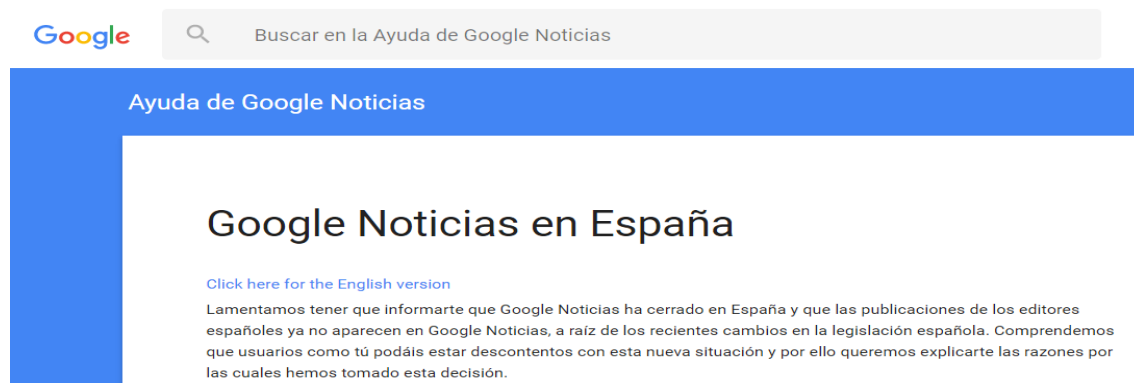 Google
Buscar en la Ayuda de Google Noticias
Ayuda de Google Noticias
Google Noticias en España
Click here for the English version
Lamentamos tener que informarte que Google Noticias ha cerrado en España y que las publicaciones de los editores
españoles ya no aparecen en Google Noticias, a raíz de los recientes cambios en la legislación española. Comprendemos
que usuarios como tú podáis estar descontentos con esta nueva situación y por ello queremos explicarte las razones por
las cuales hemos tomado esta decisión.